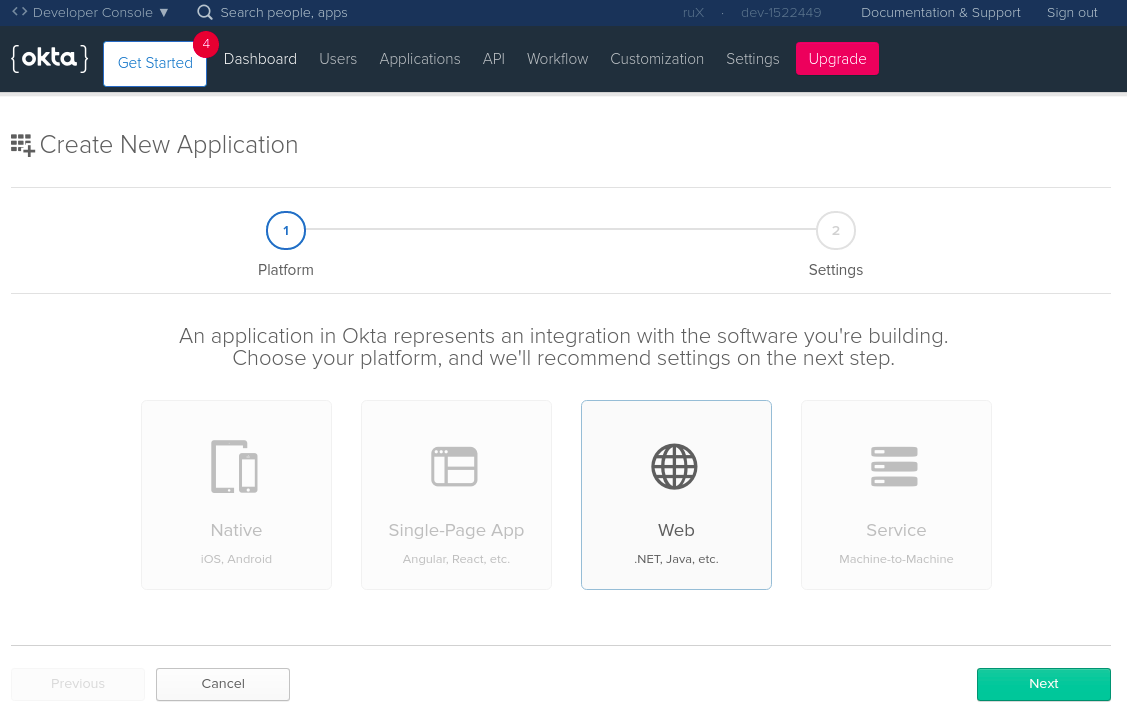 <> Developer Console ▼ Search people, apps ruX · dev-1522449 Documentation & Support Sign out
{okta} Get Started 4 Dashboard Users Applications API Workflow Customization Settings Upgrade
Create New Application
1 2
Platform Settings
An application in Okta represents an integration with the software you're building.
Choose your platform, and we'll recommend settings on the next step.
Native Single-Page App Web Service
iOS, Android Angular, React, etc. .NET, Java, etc. Machine-to-Machine
Previous Cancel Next